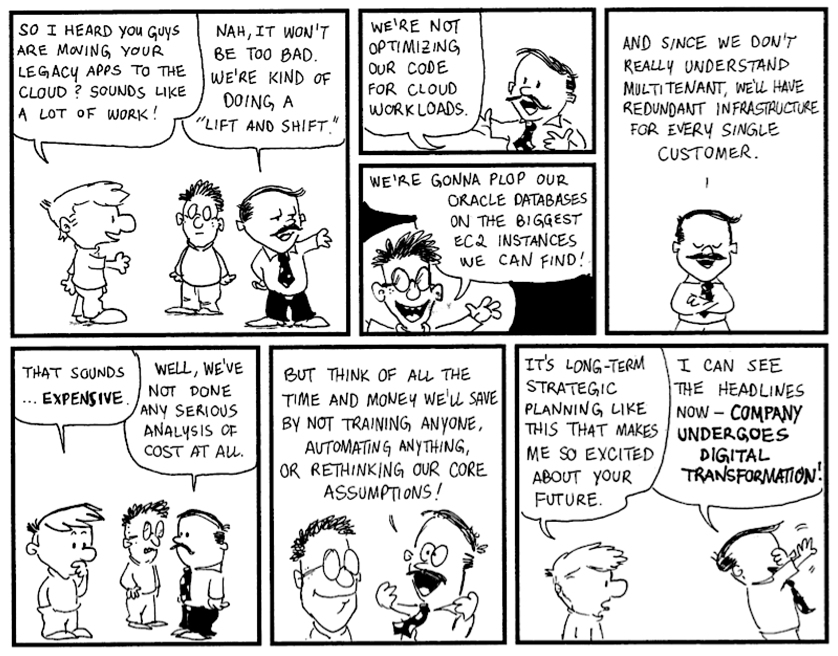 SO I HEARD YOU GUYS
ARE MOVING YOUR
LEGACY APPS TO THE
CLOUD? SOUNDS LIKE
A LOT OF WORK!
NAH, IT WON'T
BE TOO BAD.
WE'RE KIND OF
DOING A
"LIFT AND SHIFT."
WE'RE NOT
OPTIMIZING
OUR CODE
FOR CLOUD
WORKLOADS.
WE'RE GONNA PLOP OUR
ORACLE DATABASES
ON THE BIGGEST
EC2 INSTANCES
WE CAN FIND!
AND SINCE WE DON'T
REALLY UNDERSTAND
MULTITENANT, WE'LL HAVE
REDUNDANT INFRASTRUCTURE
FOR EVERY SINGLE
CUSTOMER.
THAT SOUNDS
... EXPENSIVE.
WELL, WE'VE
NOT DONE
ANY SERIOUS
ANALYSIS OF
COST AT ALL.
BUT THINK OF ALL THE
TIME AND MONEY WE'LL SAVE
BY NOT TRAINING ANYONE,
AUTOMATING ANYTHING,
OR RETHINKING OUR CORE
ASSUMPTIONS!
IT'S LONG-TERM
STRATEGIC
PLANNING LIKE
THIS THAT MAKES
ME SO EXCITED
ABOUT YOUR
FUTURE.
I CAN SEE
THE HEADLINES
NOW – COMPANY
UNDERGOES
DIGITAL
TRANSFORMATION!